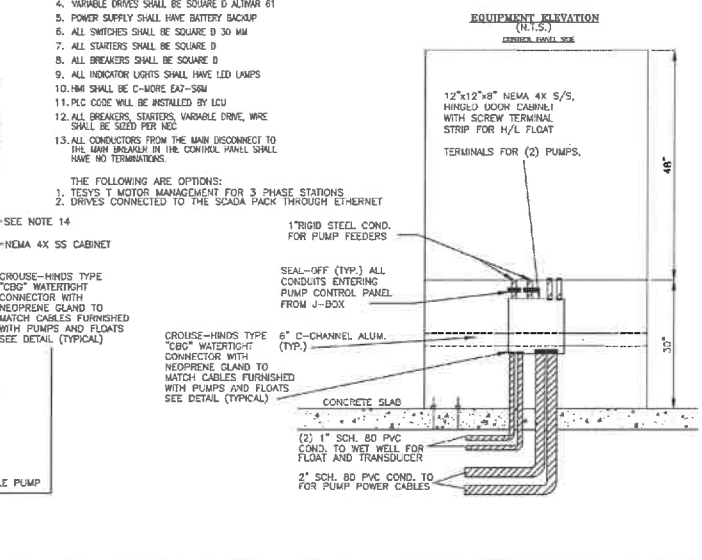 4. VARIABLE DRIVES SHALL BE SQUARE D ALTIVAR 61
5. POWER SUPPLY SHALL HAVE BATTERY BACKUP
6. ALL SWITCHES SHALL BE SQUARE D 30 MM
7. ALL STARTERS SHALL BE SQUARE D
8. ALL BREAKERS SHALL BE SQUARE D
9. ALL INDICATOR LIGHTS SHALL HAVE LED LAMPS
10. HMI SHALL BE C-MORE EA7-S6M
11. PLC CODE WILL BE INSTALLED BY LCU
12. ALL BREAKERS, STARTERS, VARIABLE DRIVE, WIRE
SHALL BE SIZED PER NEC
13. ALL CONDUCTORS FROM THE MAIN DISCONNECT TO
THE MAIN BREAKER IN THE CONTROL PANEL SHALL
HAVE NO TERMINATIONS.
THE FOLLOWING ARE OPTIONS:
1. TESYS T MOTOR MANAGEMENT FOR 3 PHASE STATIONS
2. DRIVES CONNECTED TO THE SCADA PACK THROUGH ETHERNET
SEE NOTE 14
NEMA 4X SS CABINET
CROUSE-HINDS TYPE
"CBG" WATERTIGHT
CONNECTOR WITH
NEOPRENE GLAND TO
MATCH CABLES FURNISHED
WITH PUMPS AND FLOATS
SEE DETAIL (TYPICAL)
LE PUMP
EQUIPMENT ELEVATION
(N.T.S.)
CONTROL PANEL SIDE
12"x12"x8" NEMA 4X S/S,
HINGED DOOR CABINET
WITH SCREW TERMINAL
STRIP FOR H/L FLOAT
TERMINALS FOR (2) PUMPS.
48"
1"RIGID STEEL COND.
FOR PUMP FEEDERS
SEAL-OFF (TYP.) ALL
CONDUITS ENTERING
PUMP CONTROL PANEL
FROM J-BOX
CROUSE-HINDS TYPE
"CBG" WATERTIGHT
CONNECTOR WITH
NEOPRENE GLAND TO
MATCH CABLES FURNISHED
WITH PUMPS AND FLOATS
SEE DETAIL (TYPICAL)
6" C-CHANNEL ALUM.
(TYP.)
30"
CONCRETE SLAB
(2) 1" SCH. 80 PVC
COND. TO WET WELL FOR
FLOAT AND TRANSDUCER
2" SCH. 80 PVC COND. TO
FOR PUMP POWER CABLES